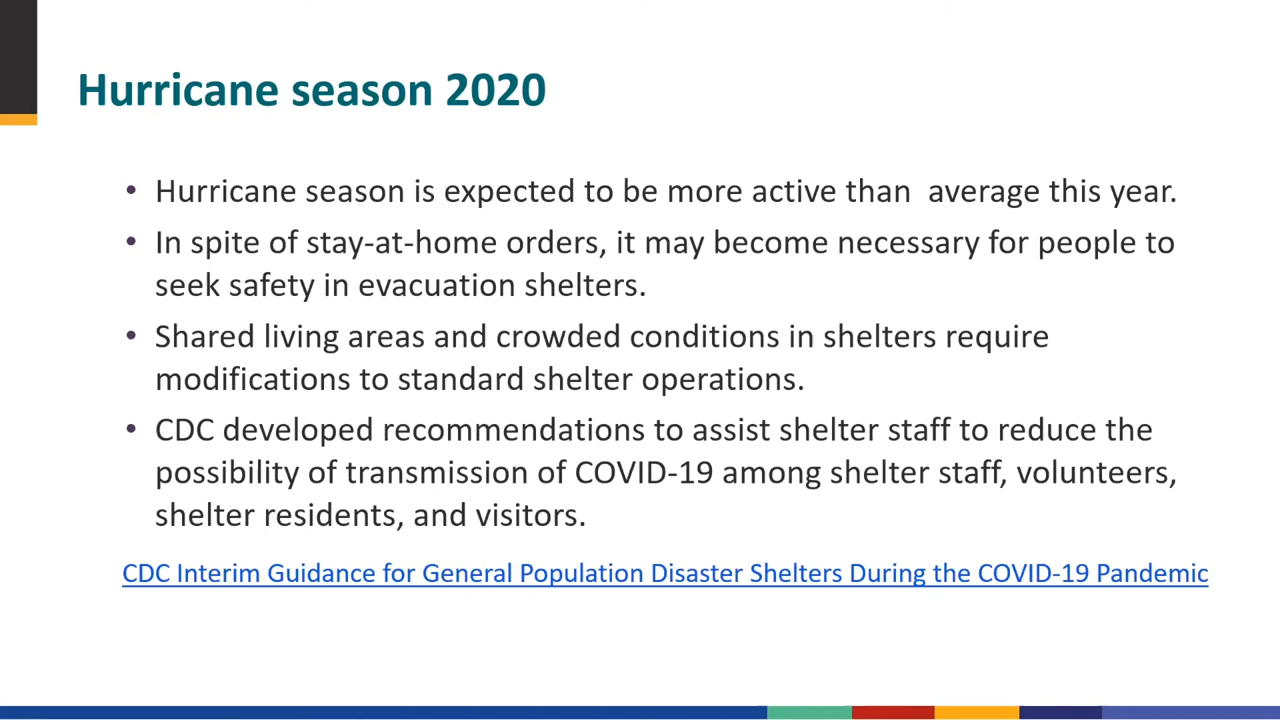 Hurricane season 2020
• Hurricane season is expected to be more active than  average this year.
• In spite of stay-at-home orders, it may become necessary for people to
seek safety in evacuation shelters.
• Shared living areas and crowded conditions in shelters require
modifications to standard shelter operations.
• CDC developed recommendations to assist shelter staff to reduce the
possibility of transmission of COVID-19 among shelter staff, volunteers,
shelter residents, and visitors.
CDC Interim Guidance for General Population Disaster Shelters During the COVID-19 Pandemic